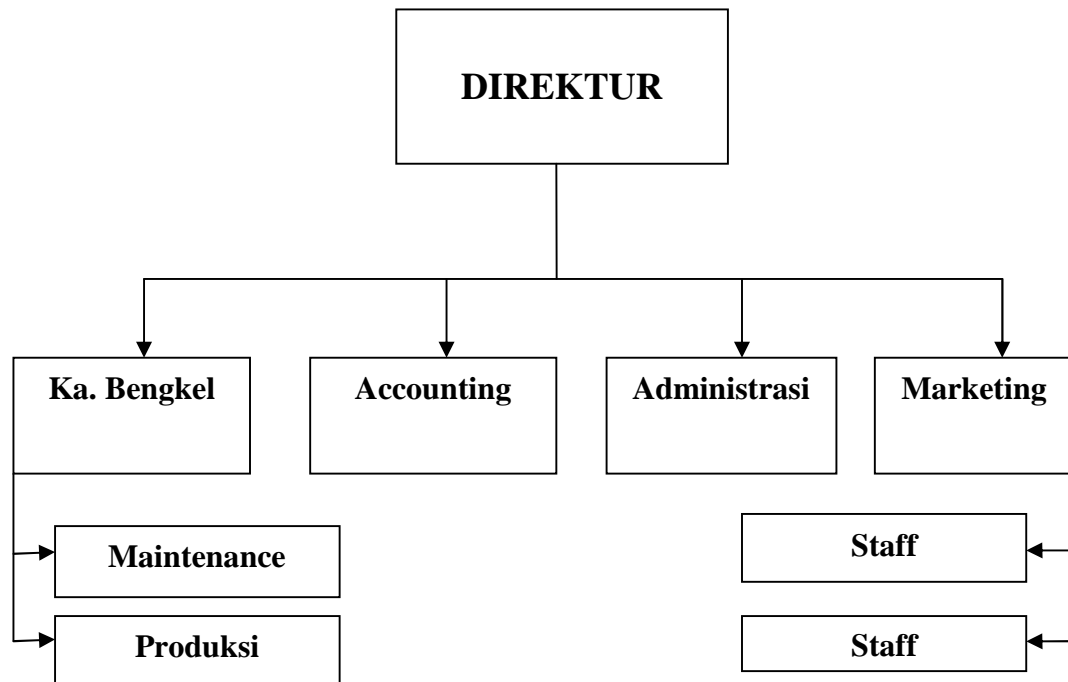 DIREKTUR
Ka. Bengkel
Accounting
Administrasi
Marketing
Maintenance
Staff
Produksi
Staff